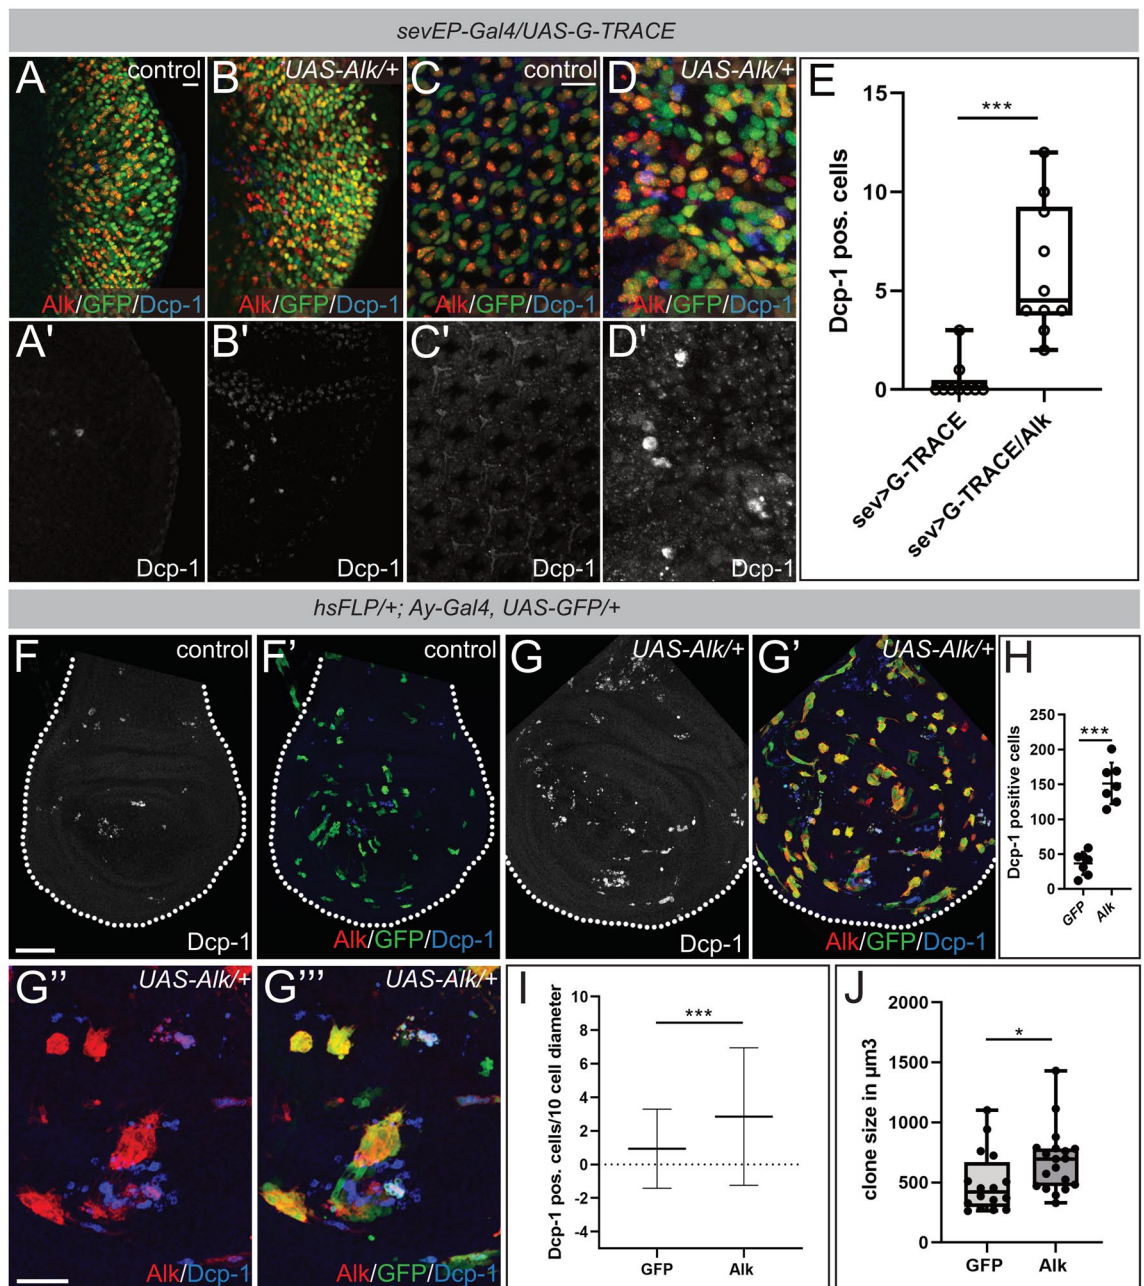 sevEP-Gal4/UAS-G-TRACE
A control
B UAS-Alk/+
C control
D UAS-Alk/+
Alk/GFP/Dcp-1
Alk/GFP/Dcp-1
Alk/GFP/Dcp-1
Alk/GFP/Dcp-1
A'
B'
C'
D'
Dcp-1
Dcp-1
Dcp-1
Dcp-1
E
15
***
10
5
0
Dcp-1 pos. cells
sev>G-TRACE
sev>G-TRACE/Alk
hsFLP/+; Ay-Gal4, UAS-GFP/+
F control
F' control
G UAS-Alk/+
G' UAS-Alk/+
Dcp-1
Alk/GFP/Dcp-1
Dcp-1
Alk/GFP/Dcp-1
H
250
***
200
150
100
50
0
Dcp-1 positive cells
GFP
Alk
G'' UAS-Alk/+
G''' UAS-Alk/+
Alk/Dcp-1
Alk/GFP/Dcp-1
I
10
***
8
6
4
2
0
-2
-4
Dcp-1 pos. cells/10 cell diameter
GFP
Alk
J
2000
*
1500
1000
500
0
clone size in µm3
GFP
Alk